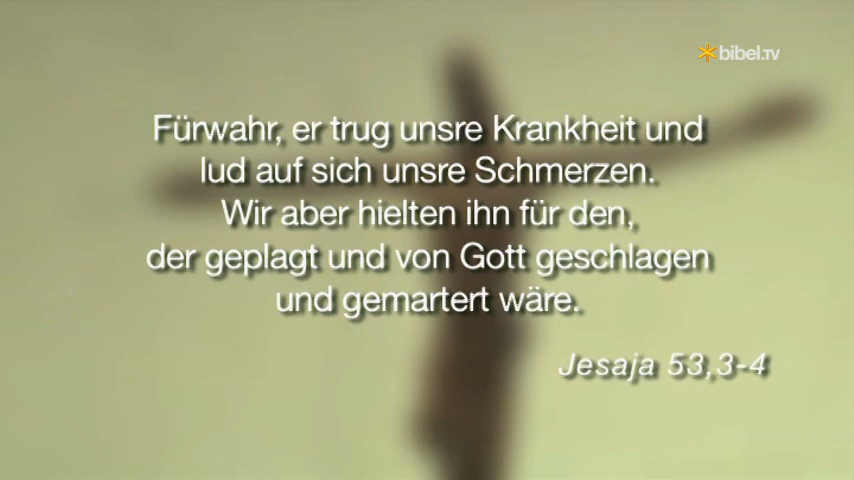 bibel.TV
Fürwahr, er trug unsre Krankheit und
lud auf sich unsre Schmerzen.
Wir aber hielten ihn für den,
der geplagt und von Gott geschlagen
und gemartert wäre.
Jesaja 53,3-4